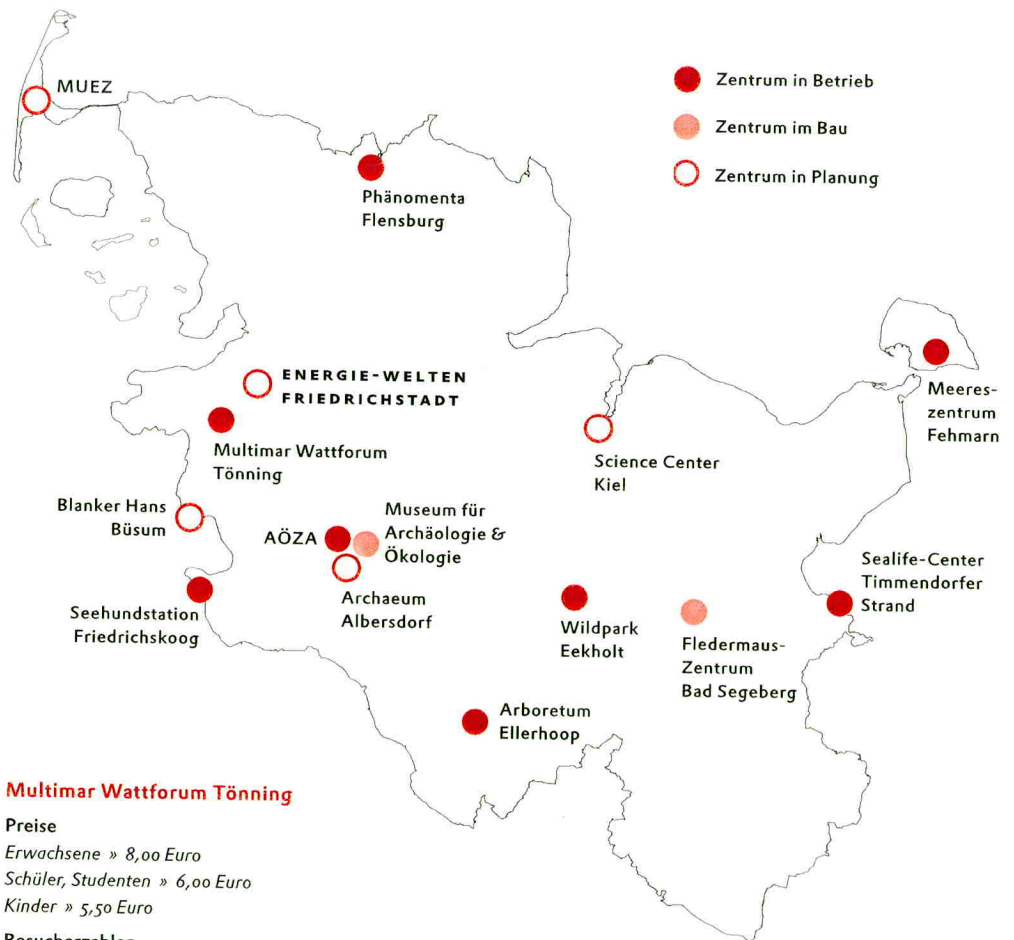 MUEZ
Zentrum in Betrieb
Zentrum im Bau
Zentrum in Planung
Phänomenta
Flensburg
ENERGIE-WELTEN
FRIEDRICHSTADT
Multimar Wattforum
Tönning
Meeres-
zentrum
Fehmarn
Science Center
Kiel
Blanker Hans
Büsum
AÖZA
Museum für
Archäologie &
Ökologie
Archaeum
Albersdorf
Seehundstation
Friedrichskoog
Wildpark
Eekholt
Fledermaus-
Zentrum
Bad Segeberg
Sealife-Center
Timmendorfer
Strand
Arboretum
Ellerhoop
Multimar Wattforum Tönning
Preise
Erwachsene » 8,00 Euro
Schüler, Studenten » 6,00 Euro
Kinder » 5,50 Euro